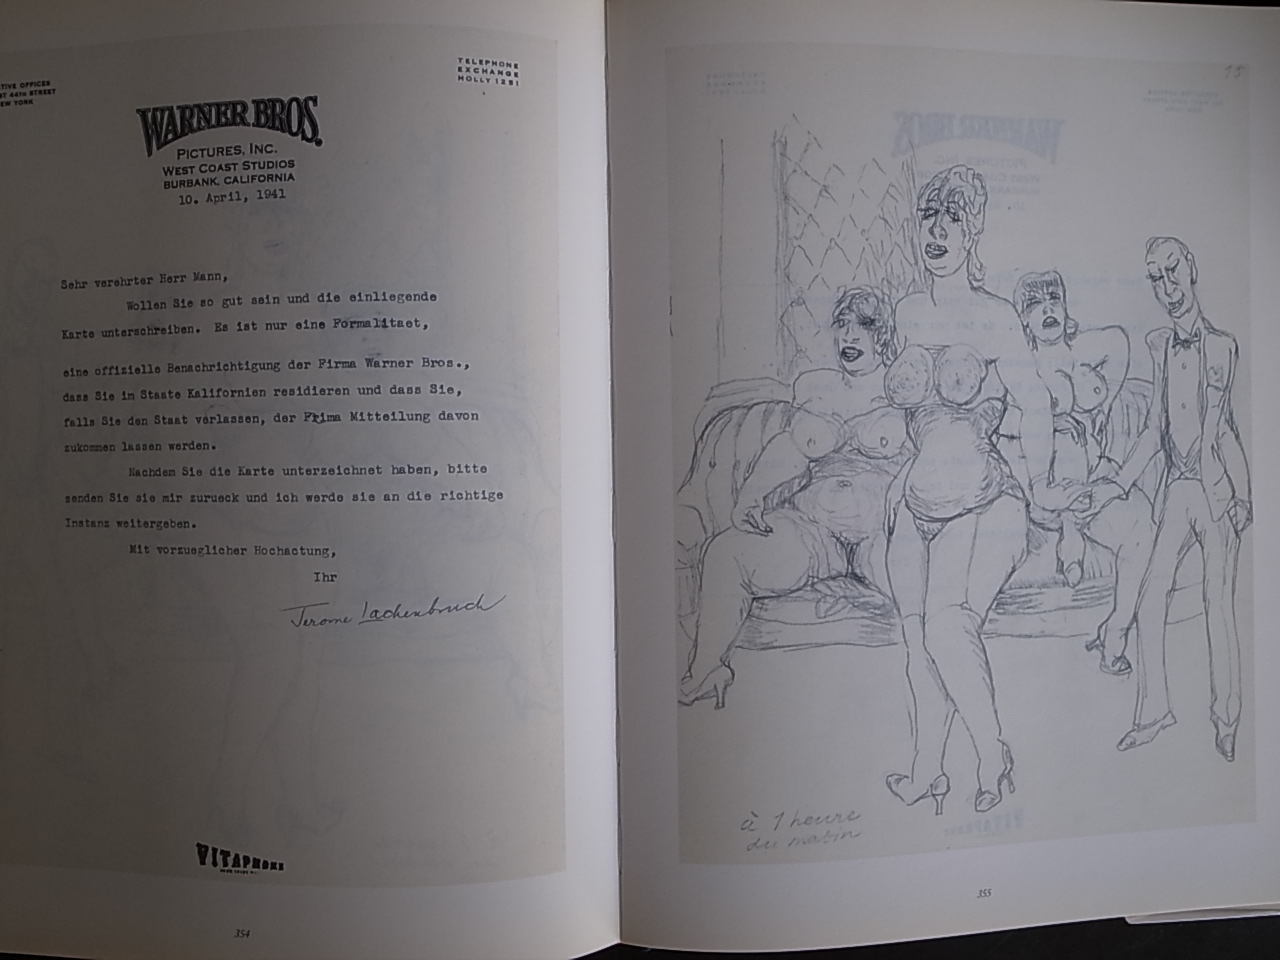 TIVE OFFICES
ST 44TH STREET
EW YORK
TELEPHONE
EXCHANGE
HOLLY 1251
WARNER BROS.
PICTURES, INC.
WEST COAST STUDIOS
BURBANK, CALIFORNIA
10. April, 1941
Sehr verehrter Herr Mann,
Wollen Sie so gut sein und die einliegende
Karte unterschreiben. Es ist nur eine Formalitaet,
eine offizielle Benachrichtigung der Firma Warner Bros.,
dass Sie im Staate Kalifornien residieren und dass Sie,
falls Sie den Staat verlassen, der Frima Mitteilung davon
zukommen lassen werden.
Nachdem Sie die Karte unterzeichnet haben, bitte
senden Sie sie mir zurueck und ich werde sie an die richtige
Instanz weitergeben.
Mit vorzueglicher Hochactung,
Ihr
Jerome Lachenbruch
VITAPHONE
354
15
à 1 heure
du matin
355